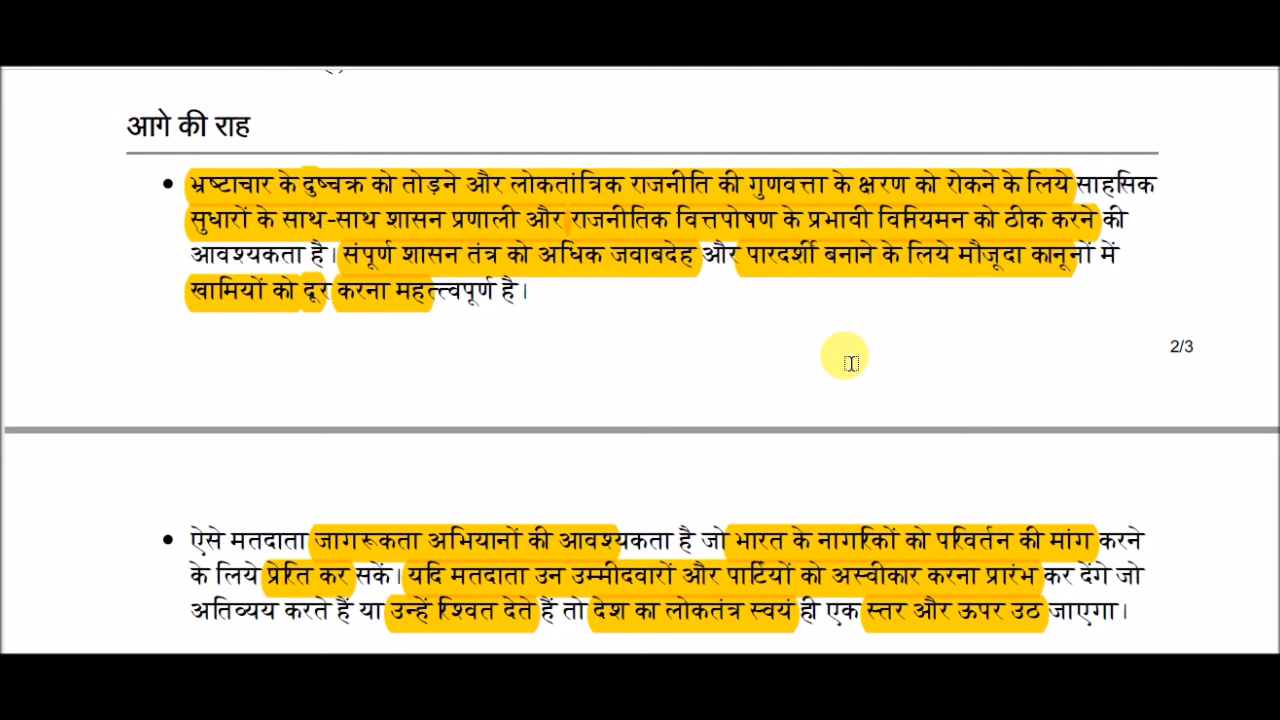 आगे की राह
• भ्रष्टाचार के दुष्चक्र को तोड़ने और लोकतांत्रिक राजनीति की गुणवत्ता के क्षरण को रोकने के लिये साहसिक
सुधारों के साथ-साथ शासन प्रणाली और राजनीतिक वित्तपोषण के प्रभावी विनियमन को ठीक करने की
आवश्यकता है। संपूर्ण शासन तंत्र को अधिक जवाबदेह और पारदर्शी बनाने के लिये मौजूदा कानूनों में
खामियों को दूर करना महत्त्वपूर्ण है।
2/3
• ऐसे मतदाता जागरूकता अभियानों की आवश्यकता है जो भारत के नागरिकों को परिवर्तन की मांग करने
के लिये प्रेरित कर सकें। यदि मतदाता उन उम्मीदवारों और पार्टियों को अस्वीकार करना प्रारंभ कर देंगे जो
अतिव्यय करते हैं या उन्हें रिश्वत देते हैं तो देश का लोकतंत्र स्वयं ही एक स्तर और ऊपर उठ जाएगा।